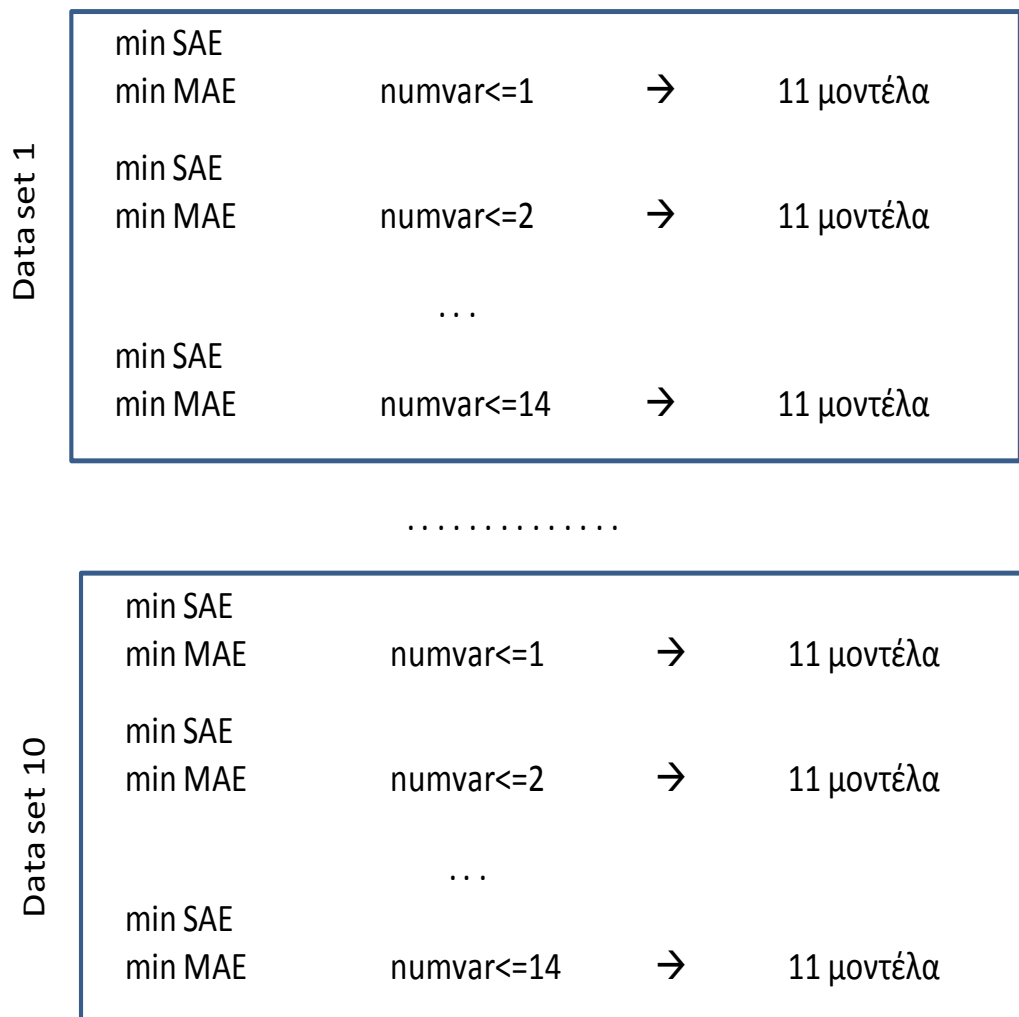 Data set 1
min SAE
min MAE numvar<=1 → 11 μοντέλα
min SAE
min MAE numvar<=2 → 11 μοντέλα
. . .
min SAE
min MAE numvar<=14 → 11 μοντέλα
. . . . . . . . . . . . . .
Data set 10
min SAE
min MAE numvar<=1 → 11 μοντέλα
min SAE
min MAE numvar<=2 → 11 μοντέλα
. . .
min SAE
min MAE numvar<=14 → 11 μοντέλα